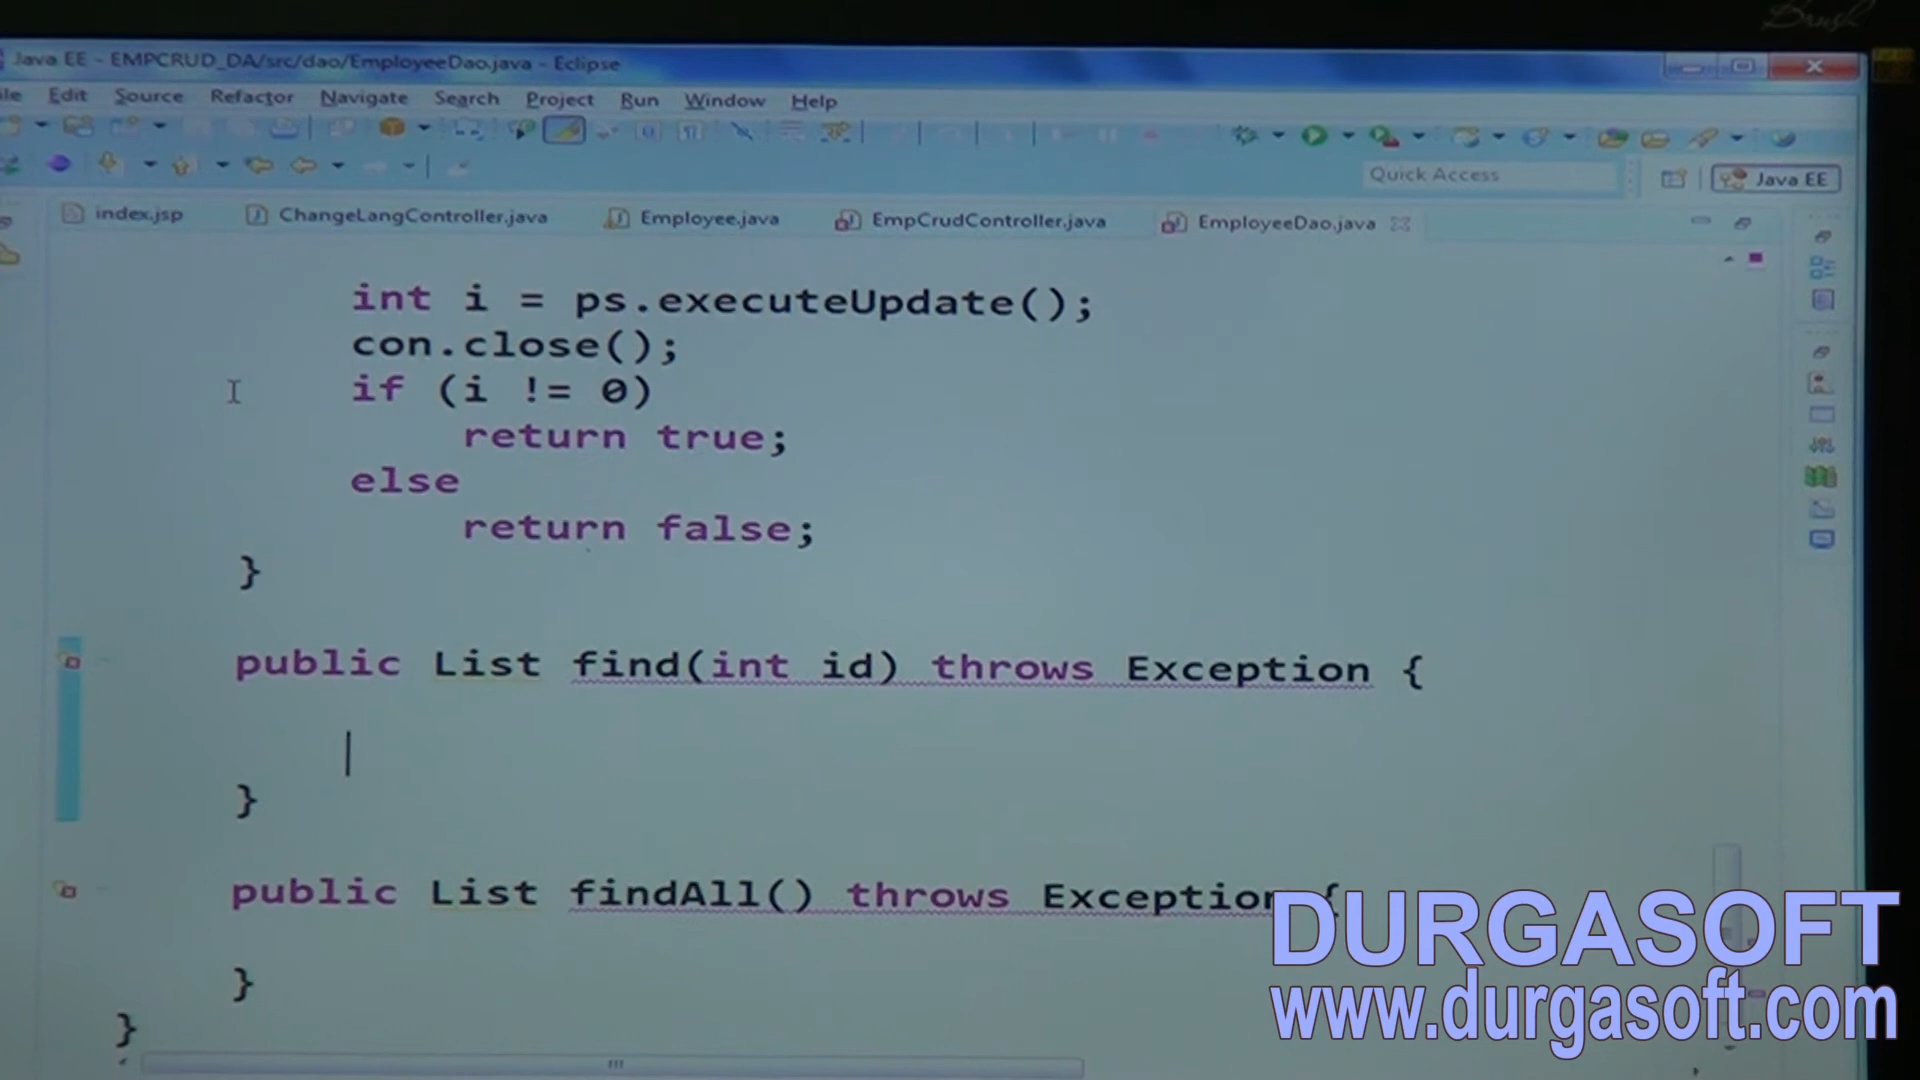 Brush
Java EE - EMPCRUD_DA/src/dao/EmployeeDao.java - Eclipse
ile Edit Source Refactor Navigate Search Project Run Window Help
Quick Access
Java EE
index.jsp ChangeLangController.java Employee.java EmpCrudController.java EmployeeDao.java
int i = ps.executeUpdate();
con.close();
if (i != 0)
return true;
else
return false;
}
public List find(int id) throws Exception {
}
public List findAll() throws Exception {
}
}
DURGASOFT
www.durgasoft.com